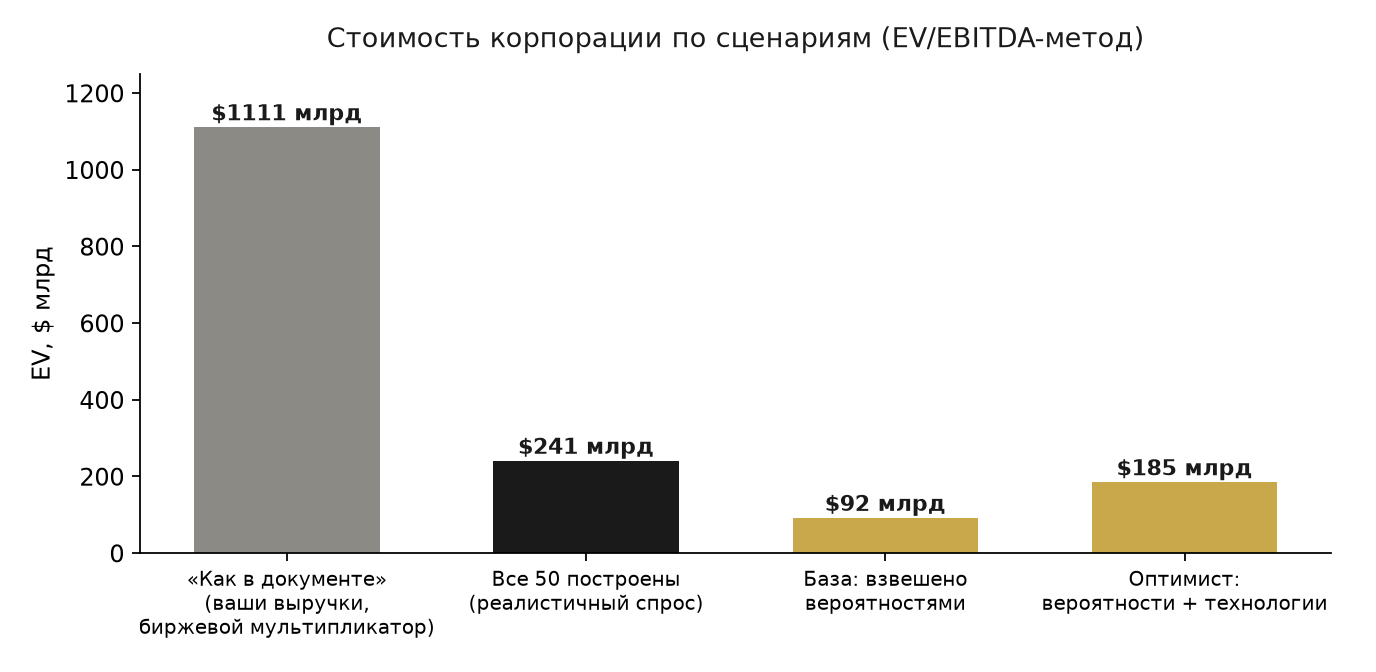 Стоимость корпорации по сценариям (EV/EBITDA-метод)
EV, $ млрд
1200
1000
800
600
400
200
0
$1111 млрд
$241 млрд
$92 млрд
$185 млрд
«Как в документе»
(ваши выручки,
биржевой мультипликатор)
Все 50 построены
(реалистичный спрос)
База: взвешено
вероятностями
Оптимист:
вероятности + технологии